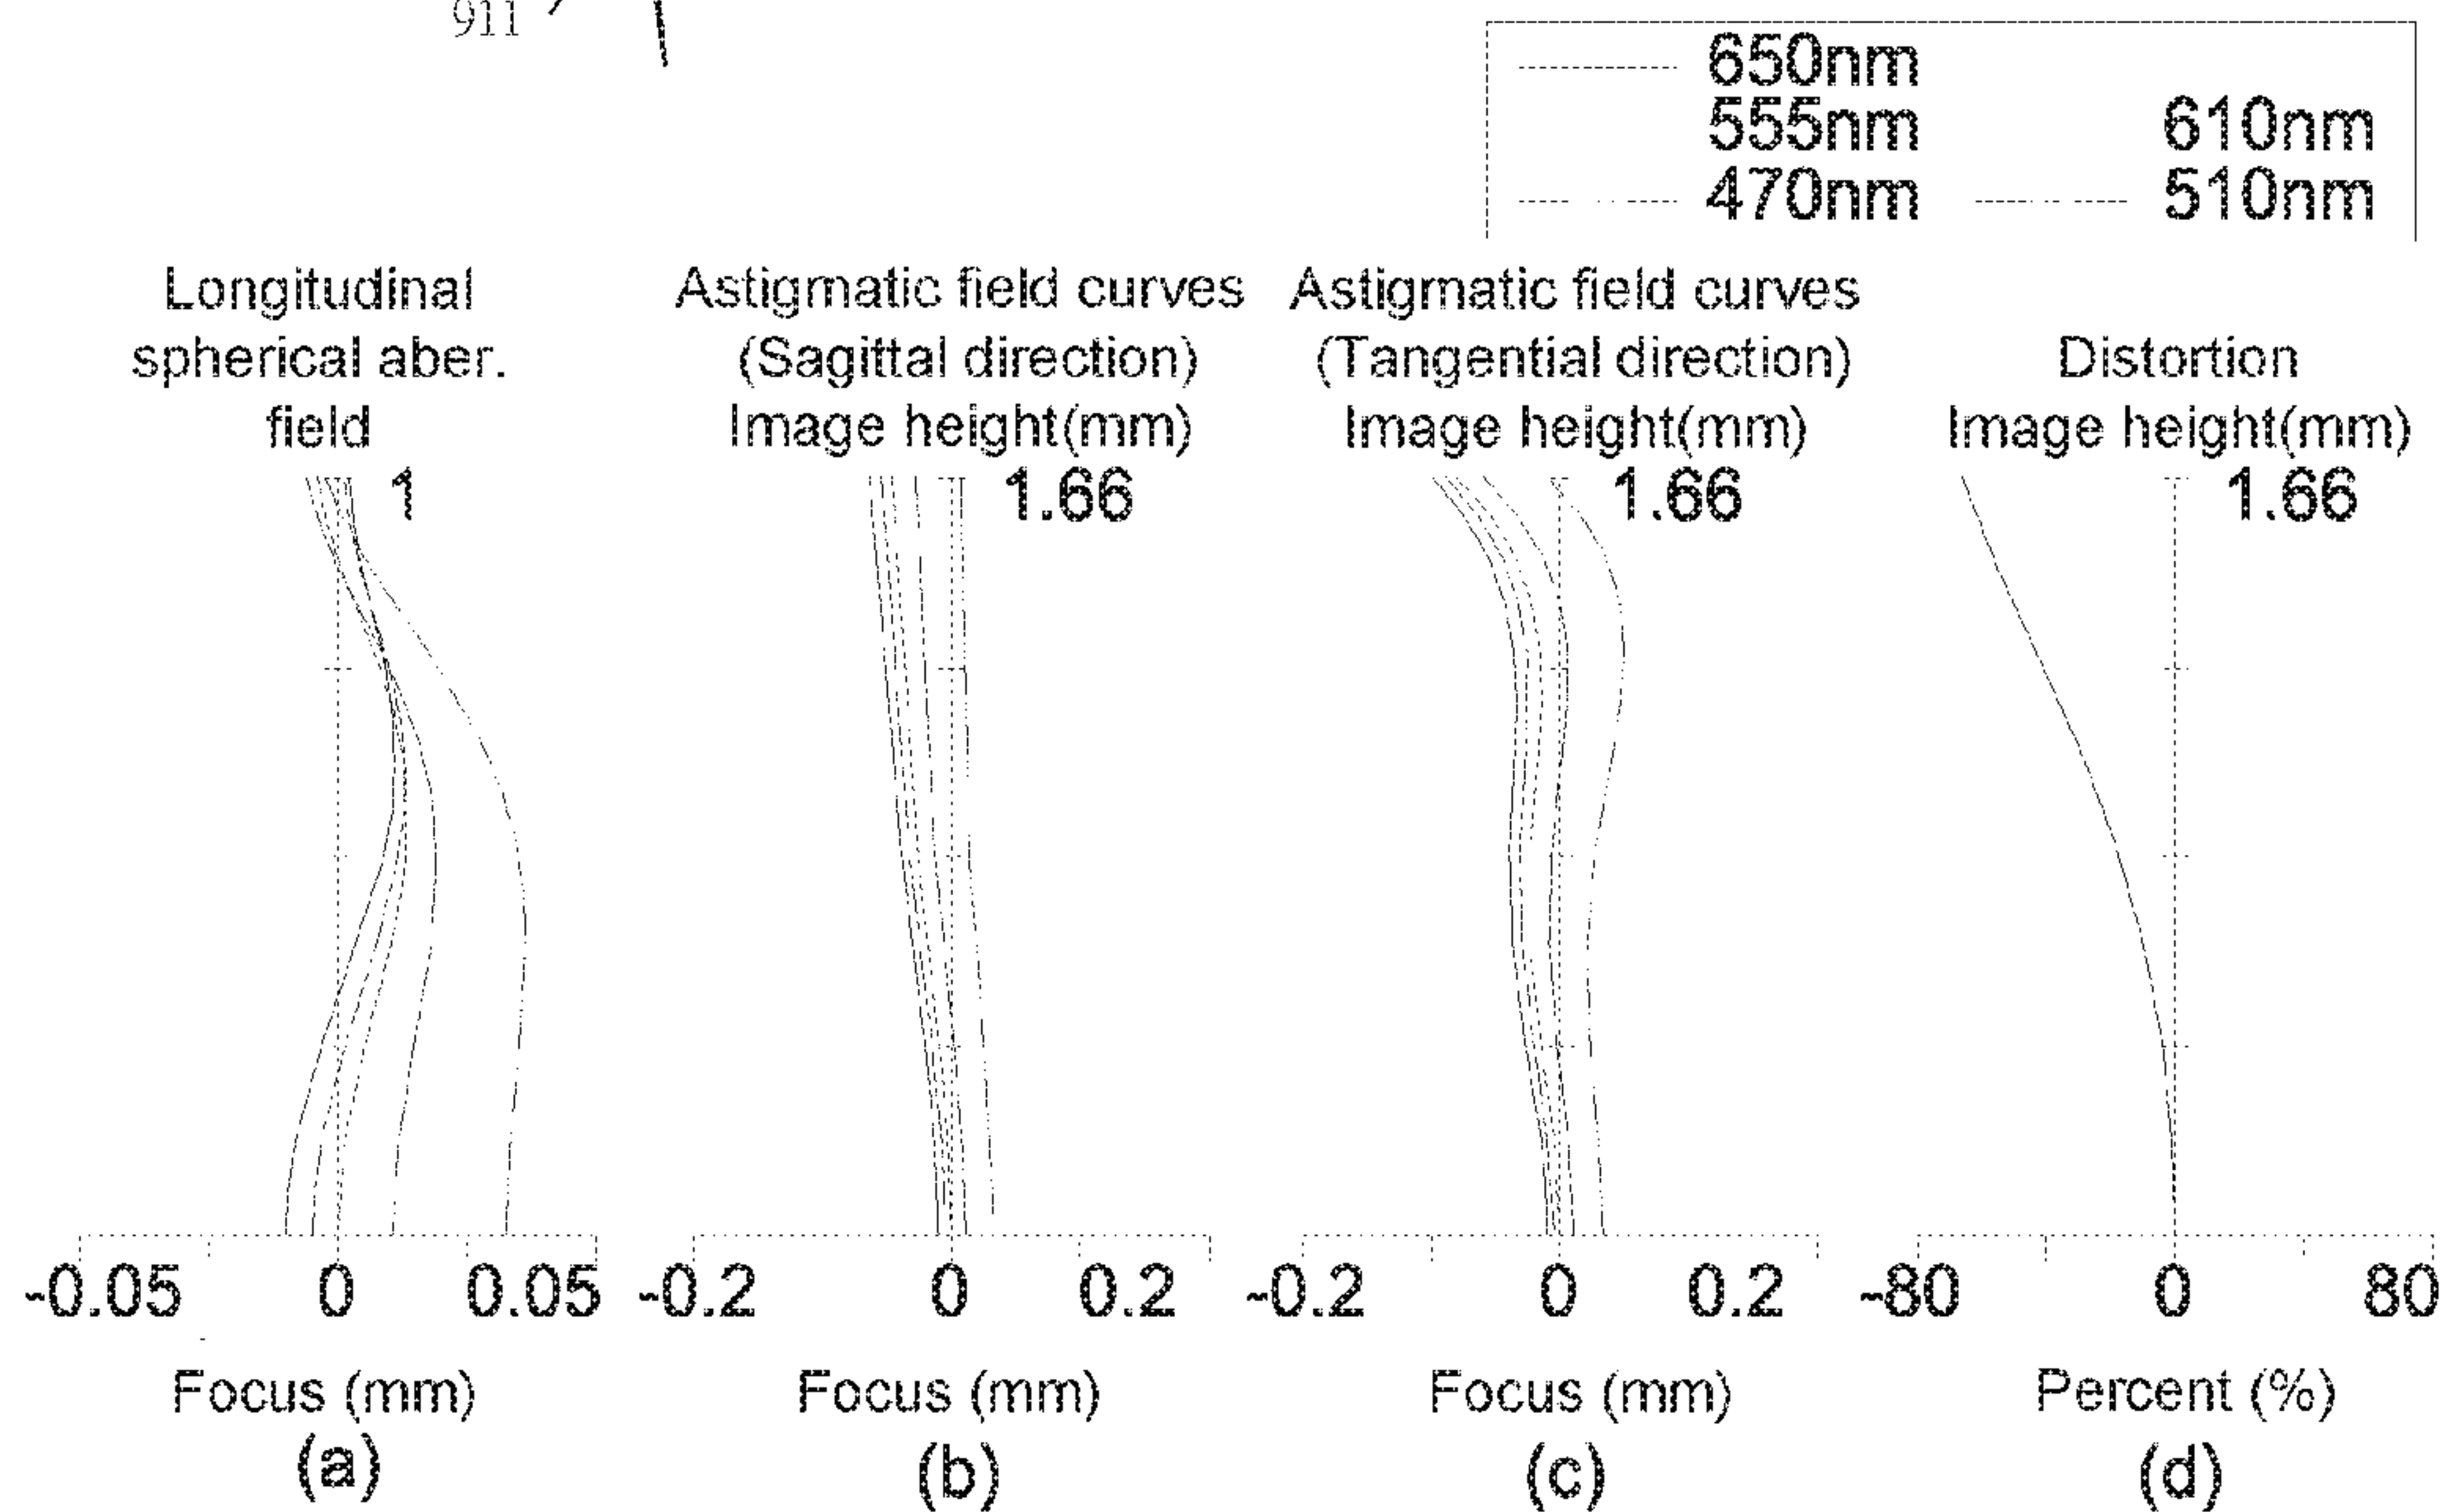 911
650nm
555nm 610nm
470nm 510nm
Longitudinal
spherical aber.
field
1
Astigmatic field curves
(Sagittal direction)
Image height(mm)
1.66
Astigmatic field curves
(Tangential direction)
Image height(mm)
1.66
Distortion
Image height(mm)
1.66
-0.05 0 0.05
Focus (mm)
(a)
-0.2 0 0.2
Focus (mm)
(b)
-0.2 0 0.2
Focus (mm)
(c)
-80 0 80
Percent (%)
(d)